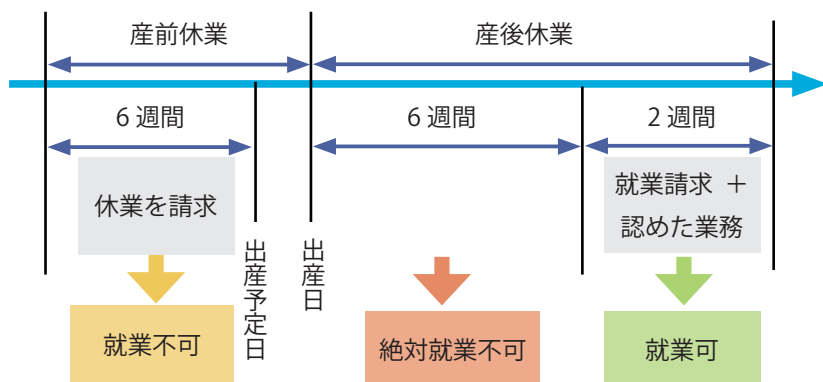 産前休業
産後休業
6 週間
6 週間
2 週間
休業を請求
就業請求 +
認めた業務
出産予定日
出産日
就業不可
絶対就業不可
就業可